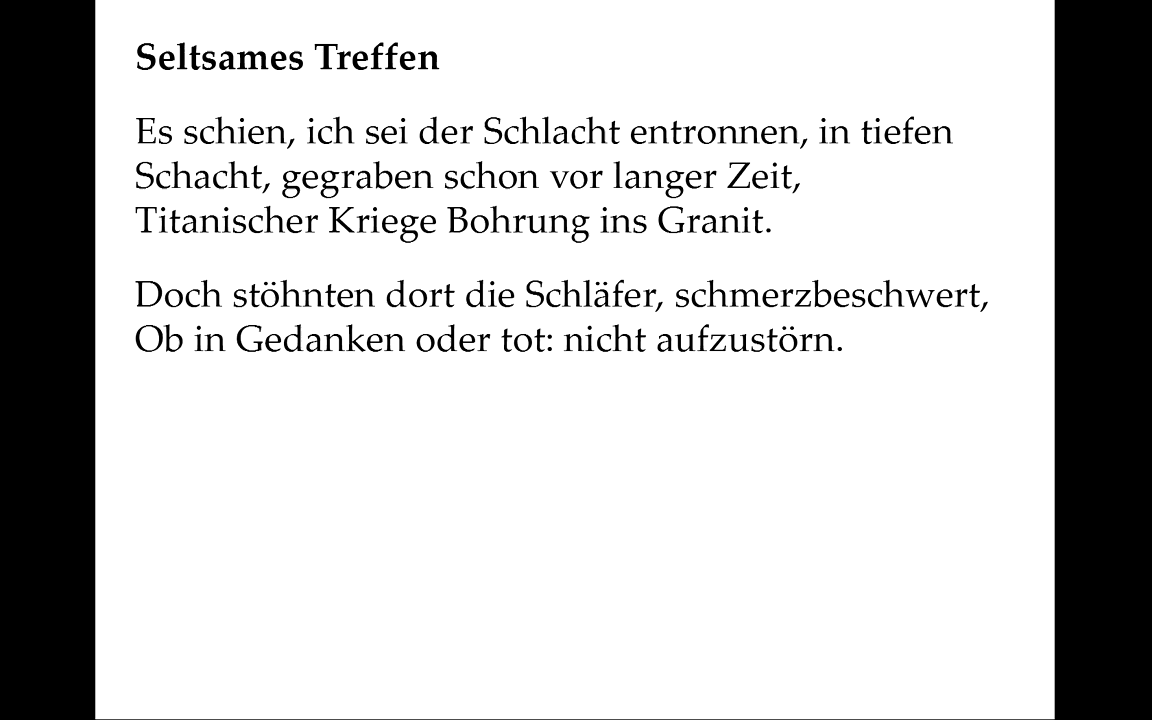 Seltsames Treffen
Es schien, ich sei der Schlacht entronnen, in tiefen
Schacht, gegraben schon vor langer Zeit,
Titanischer Kriege Bohrung ins Granit.
Doch stöhnten dort die Schläfer, schmerzbeschwert,
Ob in Gedanken oder tot: nicht aufzustörn.